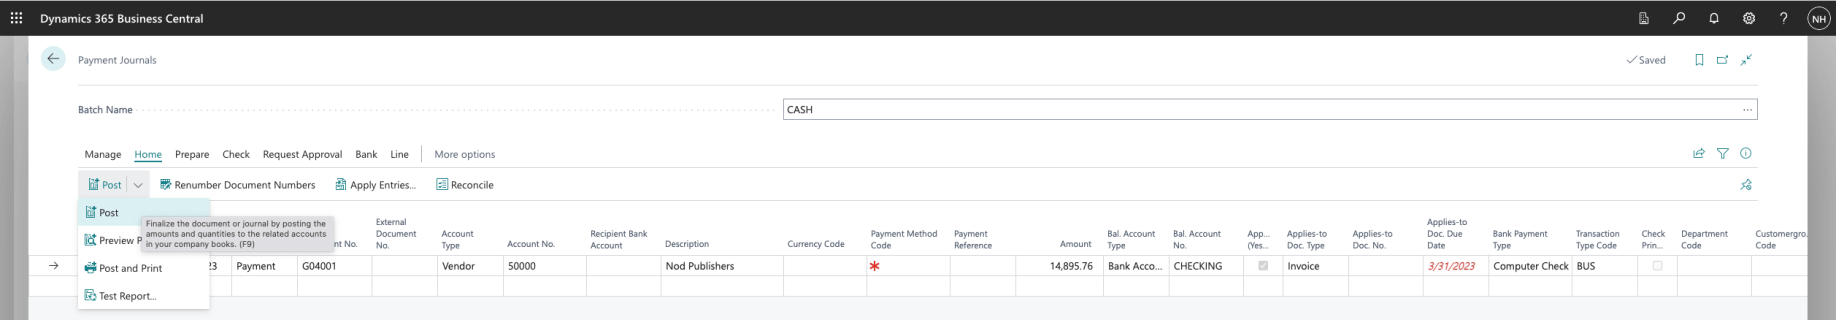 Dynamics 365 Business Central
NH
Payment Journals
Saved
Batch Name
CASH
Manage Home Prepare Check Request Approval Bank Line More options
Post Renumber Document Numbers Apply Entries... Reconcile
Post
Finalize the document or journal by posting the
amounts and quantities to the related accounts
in your company books. (F9)
Preview P
Post and Print
Test Report...
nt No.
External
Document
No.
Account
Type
Account No.
Recipient Bank
Account
Description
Currency Code
Payment Method
Code
Payment
Reference
Amount
Bal. Account
Type
Bal. Account
No.
App...
(Yes...
Applies-to
Doc. Type
Applies-to
Doc. No.
Applies-to
Doc. Due
Date
Bank Payment
Type
Transaction
Type Code
Check
Prin...
Department
Code
Customergro...
Code
23 Payment G04001 Vendor 50000 Nod Publishers 14,895.76 Bank Acco... CHECKING Invoice 3/31/2023 Computer Check BUS